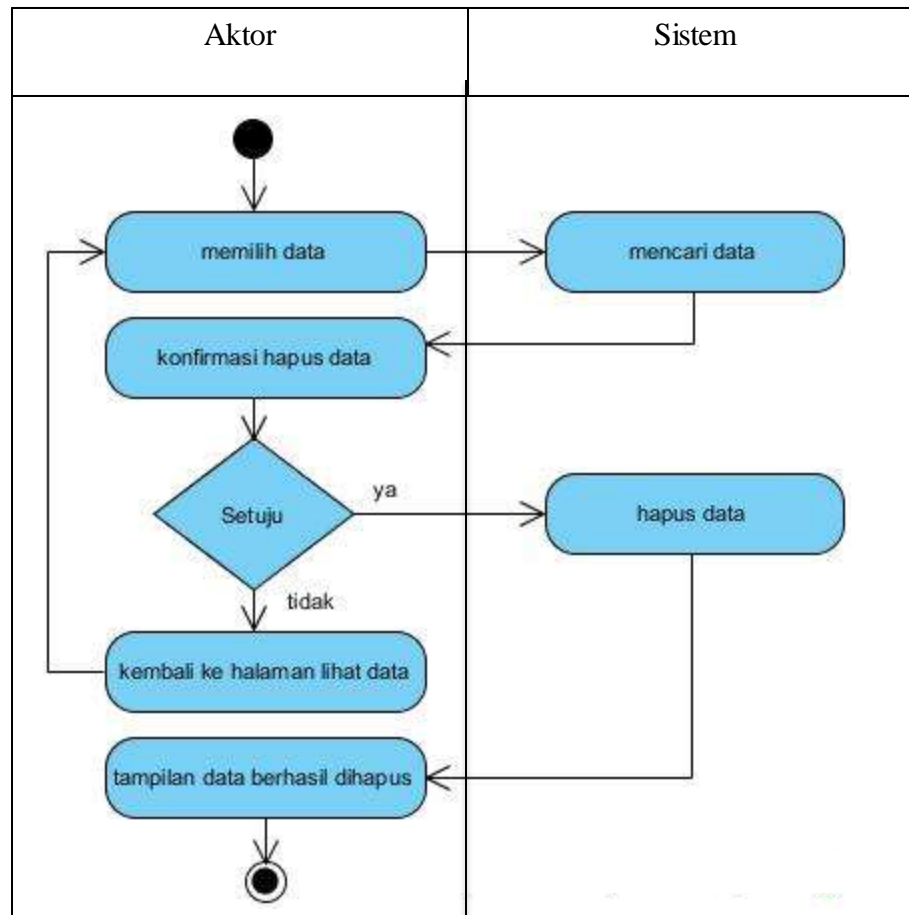 Aktor
Sistem
memilih data
mencari data
konfirmasi hapus data
Setuju
ya
hapus data
tidak
kembali ke halaman lihat data
tampilan data berhasil dihapus